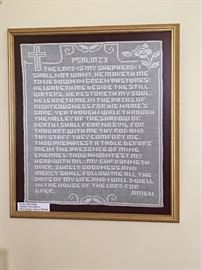 PSALM 23
THE LORD IS MY SHEPHERD; I
SHALL NOT WANT. HE MAKETH ME
TO LIE DOWN IN GREEN PASTURES:
HE LEADETH ME BESIDE THE STILL
WATERS. HE RESTORETH MY SOUL:
HE LEADETH ME IN THE PATHS OF
RIGHTEOUSNESS FOR HIS NAME'S
SAKE. YEA THOUGH I WALK THROUGH
THE VALLEY OF THE SHADOW OF
DEATH I SHALL FEAR NO EVIL FOR
THOU ART WITH ME THY ROD AND
THY STAFF THEY COMFORT ME.
THOU PREPAREST A TABLE BEFORE
ME IN THE PRESENCE OF MINE
ENEMIES: THOU ANOINTEST MY
HEAD WITH OIL; MY CUP RUNNETH
OVER. SURELY GOODNESS AND
MERCY SHALL FOLLOW ME ALL THE
DAYS OF MY LIFE: AND I WILL DWELL
IN THE HOUSE OF THE LORD FOR
EVER.
AMEN.